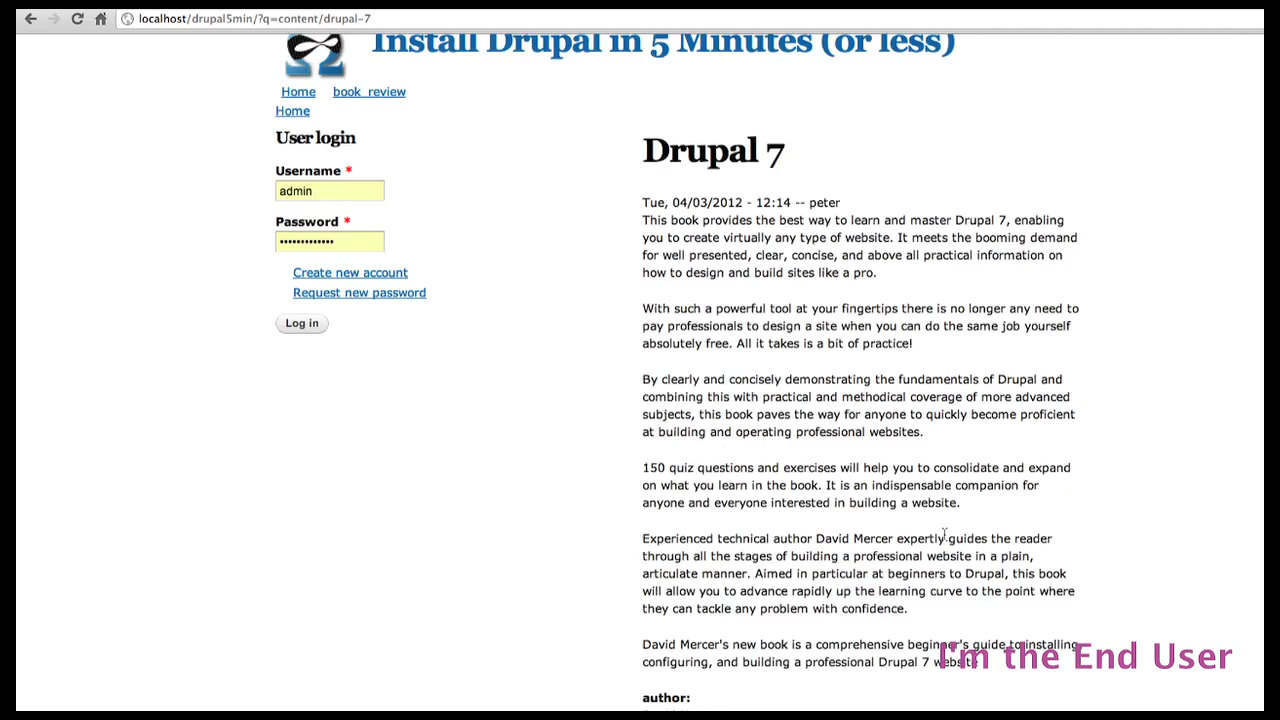 localhost/drupal5min/?q=content/drupal-7
Install Drupal in 5 Minutes (or less)
Home book review
Home
User login
Username *
admin
Password *
•••••••••••••
Create new account
Request new password
Log in
Drupal 7
Tue, 04/03/2012 - 12:14 -- peter
This book provides the best way to learn and master Drupal 7, enabling
you to create virtually any type of website. It meets the booming demand
for well presented, clear, concise, and above all practical information on
how to design and build sites like a pro.
With such a powerful tool at your fingertips there is no longer any need to
pay professionals to design a site when you can do the same job yourself
absolutely free. All it takes is a bit of practice!
By clearly and concisely demonstrating the fundamentals of Drupal and
combining this with practical and methodical coverage of more advanced
subjects, this book paves the way for anyone to quickly become proficient
at building and operating professional websites.
150 quiz questions and exercises will help you to consolidate and expand
on what you learn in the book. It is an indispensable companion for
anyone and everyone interested in building a website.
Experienced technical author David Mercer expertly guides the reader
through all the stages of building a professional website in a plain,
articulate manner. Aimed in particular at beginners to Drupal, this book
will allow you to advance rapidly up the learning curve to the point where
they can tackle any problem with confidence.
David Mercer's new book is a comprehensive beginner's guide to installing
configuring, and building a professional Drupal 7 website
I'm the End User
author: